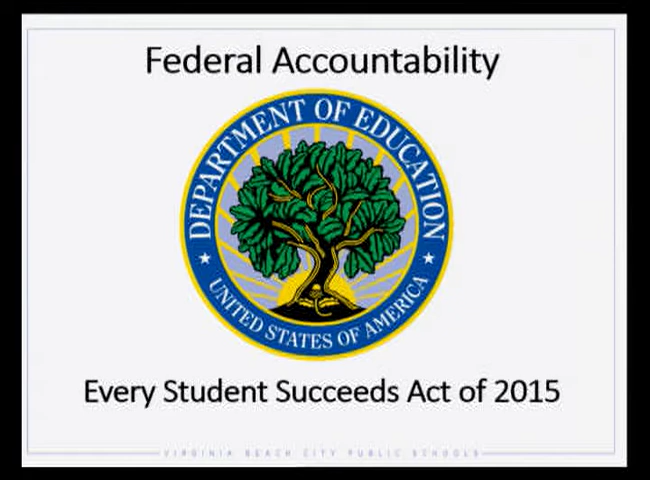 Federal Accountability
DEPARTMENT OF EDUCATION
UNITED STATES OF AMERICA
Every Student Succeeds Act of 2015
VIRGINIA BEACH CITY PUBLIC SCHOOLS